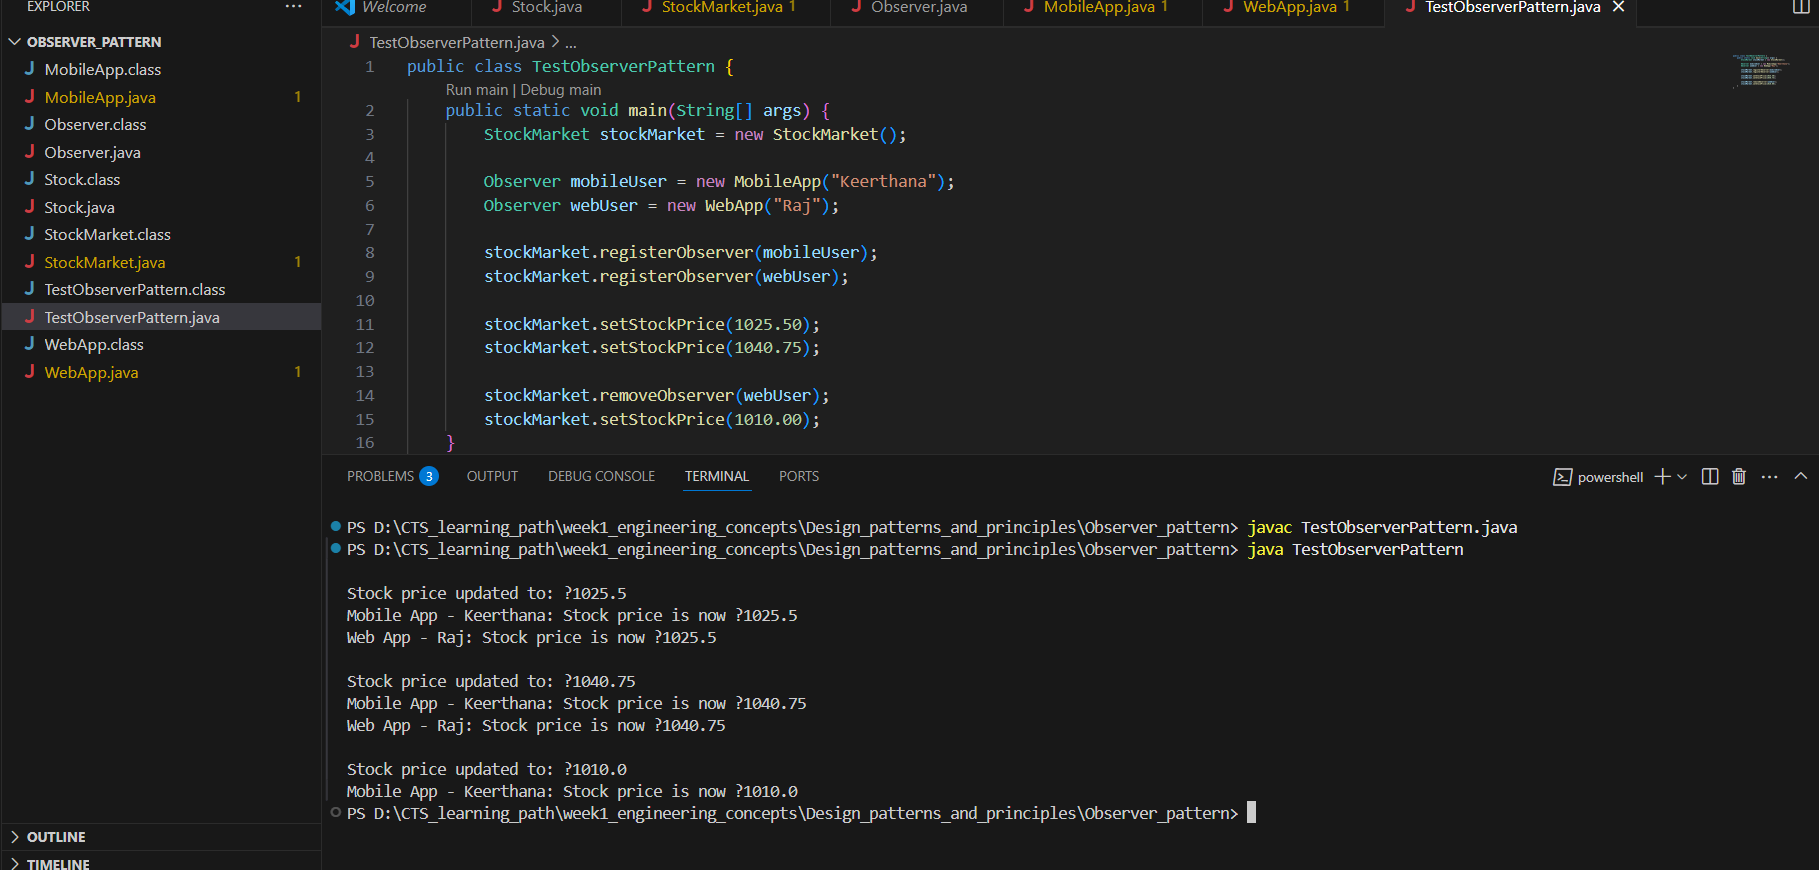 EXPLORER ...
OBSERVER_PATTERN
J MobileApp.class
J MobileApp.java 1
J Observer.class
J Observer.java
J Stock.class
J Stock.java
J StockMarket.class
J StockMarket.java 1
J TestObserverPattern.class
J TestObserverPattern.java
J WebApp.class
J WebApp.java 1
OUTLINE
TIMELINE
Welcome J Stock.java J StockMarket.java 1 J Observer.java J MobileApp.java 1 J WebApp.java 1 J TestObserverPattern.java
J TestObserverPattern.java > ...
1 public class TestObserverPattern {
Run main | Debug main
2 public static void main(String[] args) {
3 StockMarket stockMarket = new StockMarket();
4
5 Observer mobileUser = new MobileApp("Keerthana");
6 Observer webUser = new WebApp("Raj");
7
8 stockMarket.registerObserver(mobileUser);
9 stockMarket.registerObserver(webUser);
10
11 stockMarket.setStockPrice(1025.50);
12 stockMarket.setStockPrice(1040.75);
13
14 stockMarket.removeObserver(webUser);
15 stockMarket.setStockPrice(1010.00);
16 }
PROBLEMS 3 OUTPUT DEBUG CONSOLE TERMINAL PORTS powershell
PS D:\CTS_learning_path\week1_engineering_concepts\Design_patterns_and_principles\Observer_pattern> javac TestObserverPattern.java
PS D:\CTS_learning_path\week1_engineering_concepts\Design_patterns_and_principles\Observer_pattern> java TestObserverPattern
Stock price updated to: ?1025.5
Mobile App - Keerthana: Stock price is now ?1025.5
Web App - Raj: Stock price is now ?1025.5
Stock price updated to: ?1040.75
Mobile App - Keerthana: Stock price is now ?1040.75
Web App - Raj: Stock price is now ?1040.75
Stock price updated to: ?1010.0
Mobile App - Keerthana: Stock price is now ?1010.0
PS D:\CTS_learning_path\week1_engineering_concepts\Design_patterns_and_principles\Observer_pattern>